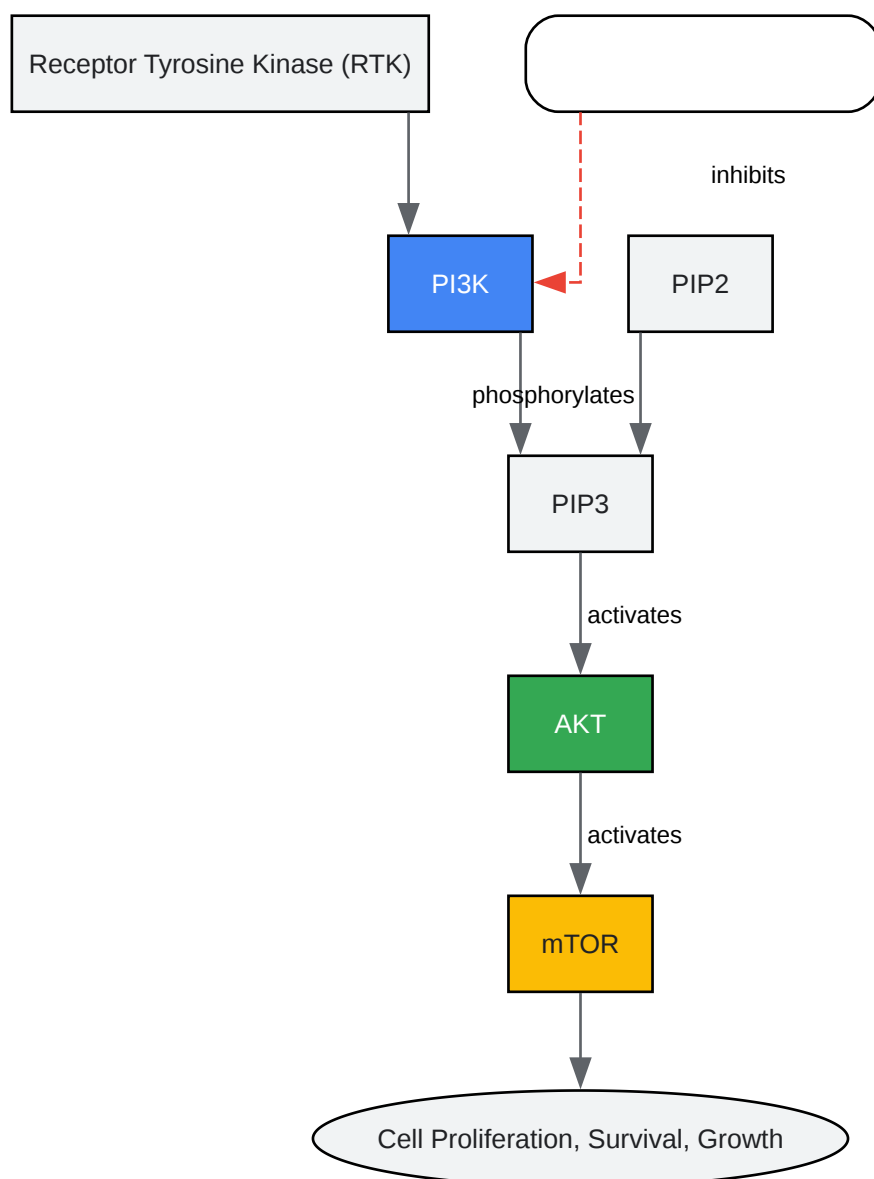 Receptor Tyrosine Kinase (RTK)
inhibits
PI3K
PIP2
phosphorylates
PIP3
activates
AKT
activates
mTOR
Cell Proliferation, Survival, Growth